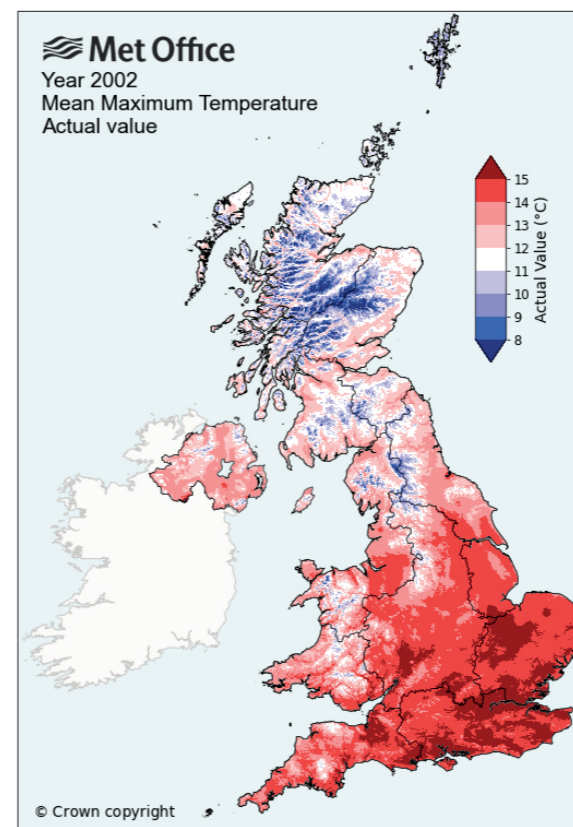 Met Office
Year 2002
Mean Maximum Temperature
Actual value
15
14
13
12
11
10
9
8
Actual Value (°C)
© Crown copyright